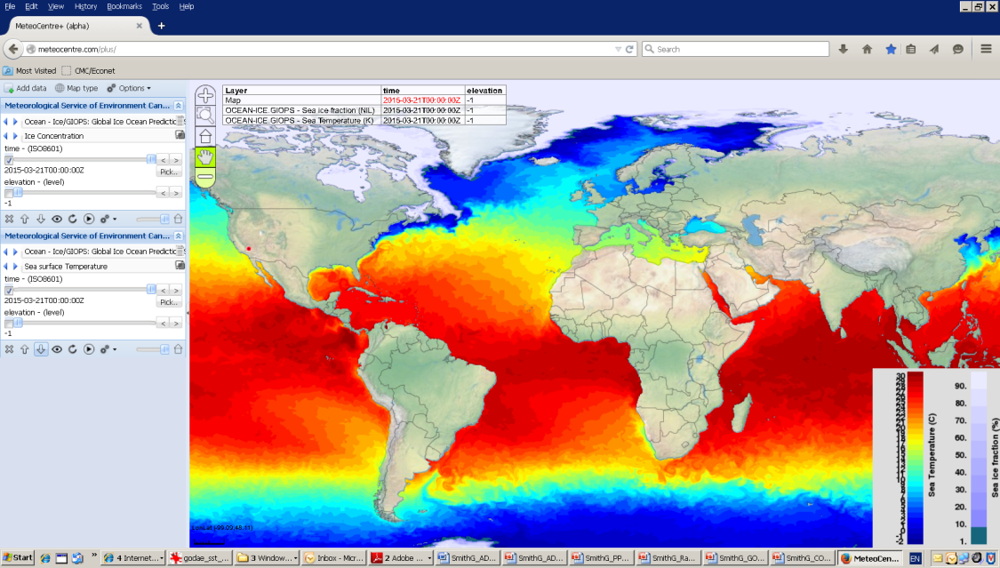 File Edit View History Bookmarks Tools Help
MeteoCentre+ (alpha)
meteocentre.com/plus/
Search
Most Visited CMC/Econet
Add data Map type Options
Meteorological Service of Environment Can...
Ocean - Ice/GIOPS: Global Ice Ocean Predictic
Ice Concentration
time - (ISO8601)
< >
2015-03-21T00:00:00Z Pick..
elevation - (level)
< >
-1
Meteorological Service of Environment Can...
Ocean - Ice/GIOPS: Global Ice Ocean Predictic
Sea surface Temperature
time - (ISO8601)
< >
2015-03-21T00:00:00Z Pick..
elevation - (level)
< >
-1
Layer time elevation
Map 2015-03-21T00:00:00Z -1
OCEAN-ICE.GIOPS - Sea ice fraction (NIL) 2015-03-21T00:00:00Z -1
OCEAN-ICE.GIOPS - Sea Temperature (K) 2015-03-21T00:00:00Z -1
30
-2
Sea Temperature (C)
90.
80.
70.
60.
50.
40.
30.
20.
10.
1.
Sea ice fraction (%)
Start » 4 Internet... godae_sst_... 3 Window... Inbox - Micr... 2 Adobe ... SmithG_AD... SmithG_AD... SmithG_PP... SmithG_Ra... SmithG_GO... SmithG_CO... MeteoCen... EN